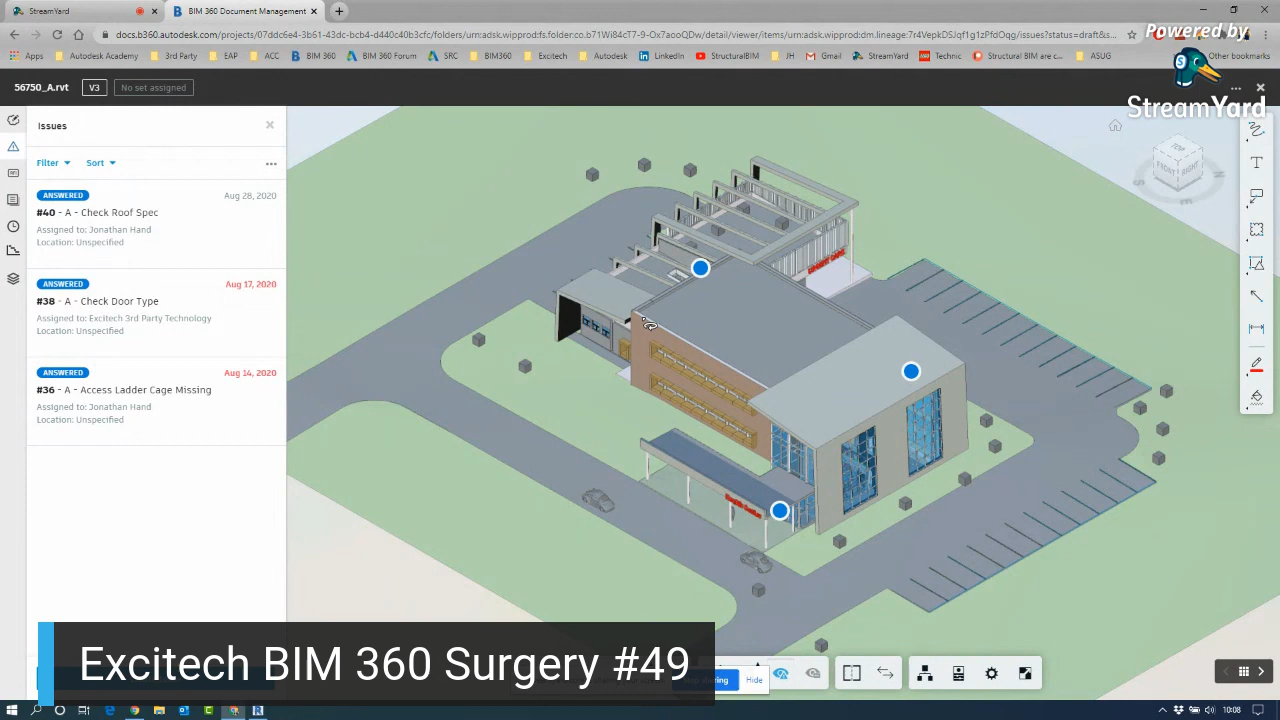 StreamYard
BIM 360 Document Management
docs.b360.autodesk.com/projects/07ddc6e4-3b61-43dc-bcb4-d440c40b3cfc/folders/urn:adsk.wipprod:fs.folder:co.b71Wi84cT7-9-Ox7aoOQDw/detail/viewer/items/urn:adsk.wipprod:dm.lineage:7r4VepkDSJqf1g12PfdOqg/issues?status=draft&s...
Apps
Academy
3rd Party
EAP
ACC
BIM 360
BIM 360 Forum
SRC
BIM360
Excitech
Autodesk
LinkedIn
StructuralBIM
JH
Gmail
StreamYard
Technic
Structural BIM are c...
ASUG
Other bookmarks
Powered by
StreamYard
56750_A.rvt
V3
No set assigned
Issues
Filter
Sort
ANSWERED
Aug 28, 2020
#40 - A - Check Roof Spec
Assigned to: Jonathan Hand
Location: Unspecified
ANSWERED
Aug 17, 2020
#38 - A - Check Door Type
Assigned to: Excitech 3rd Party Technology
Location: Unspecified
ANSWERED
Aug 14, 2020
#36 - A - Access Ladder Cage Missing
Assigned to: Jonathan Hand
Location: Unspecified
TOP
FRONT
RIGHT
S
E
Excitech BIM 360 Surgery #49
Hide
10:08